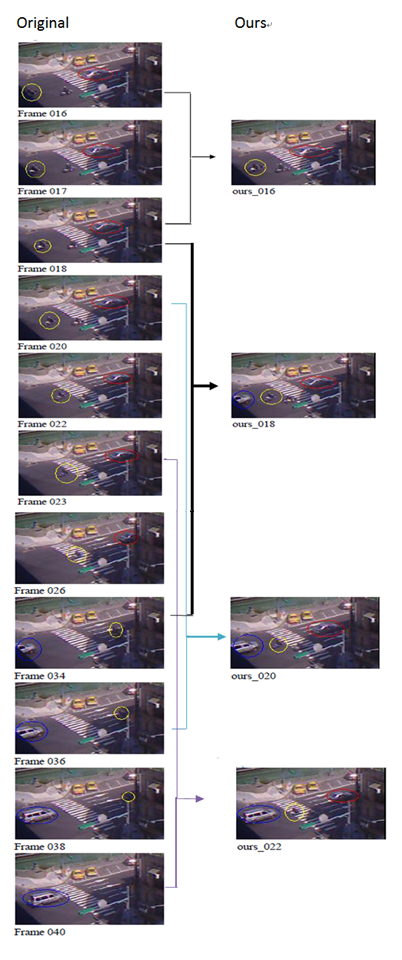 Original
Ours
Frame 016
Frame 017
ours_016
Frame 018
Frame 020
Frame 022
ours_018
Frame 023
Frame 026
Frame 034
ours_020
Frame 036
Frame 038
ours_022
Frame 040